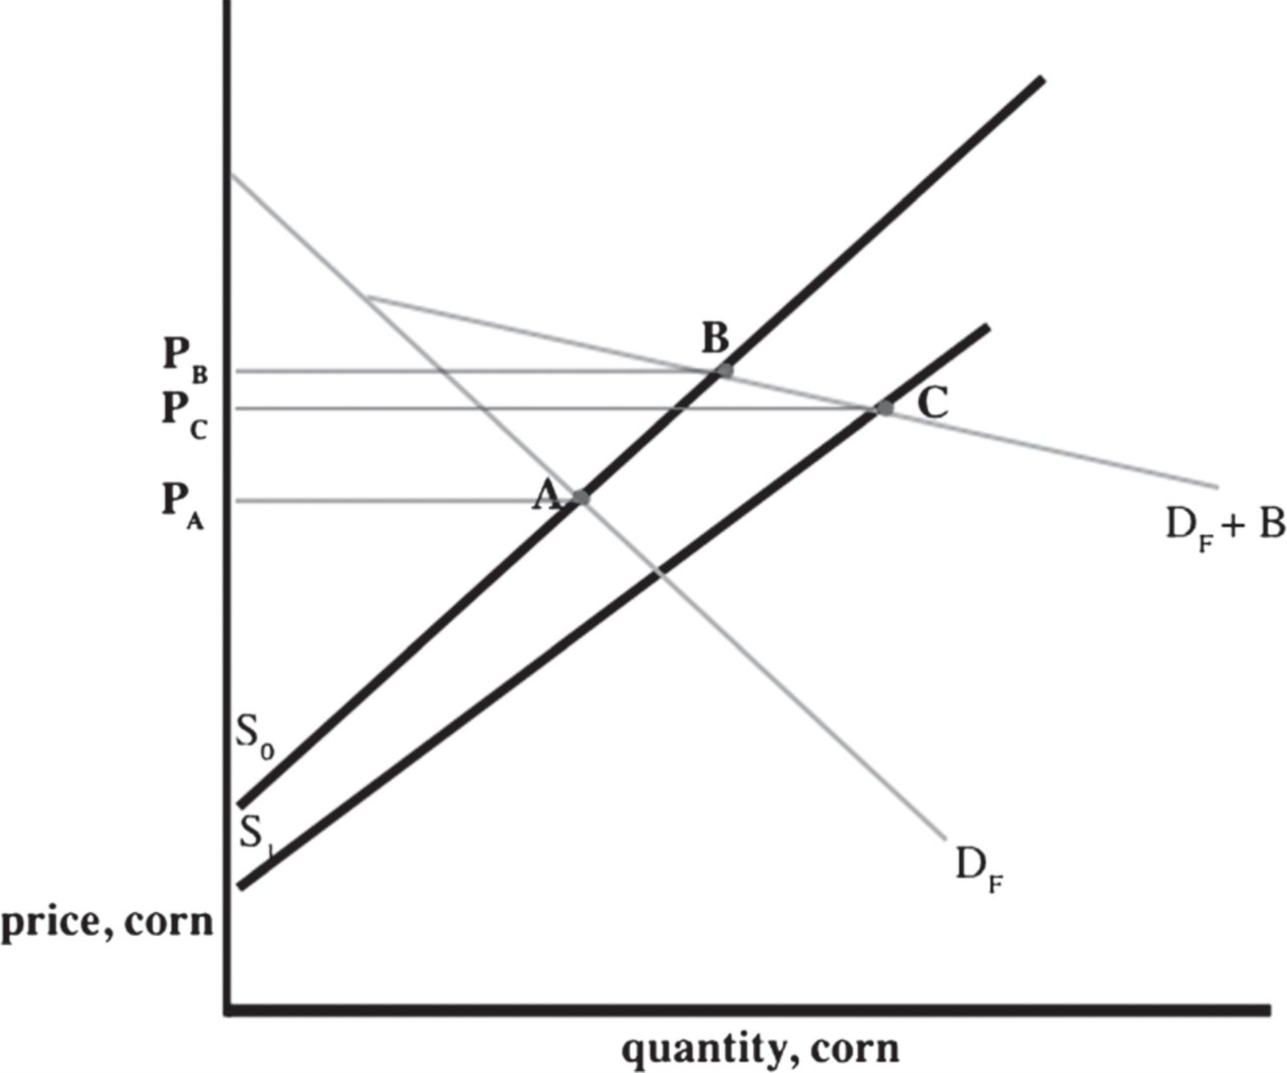 B
P_B
P_C
C
P_A
A
D_F + B
S_0
S_1
D_F
price, corn
quantity, corn